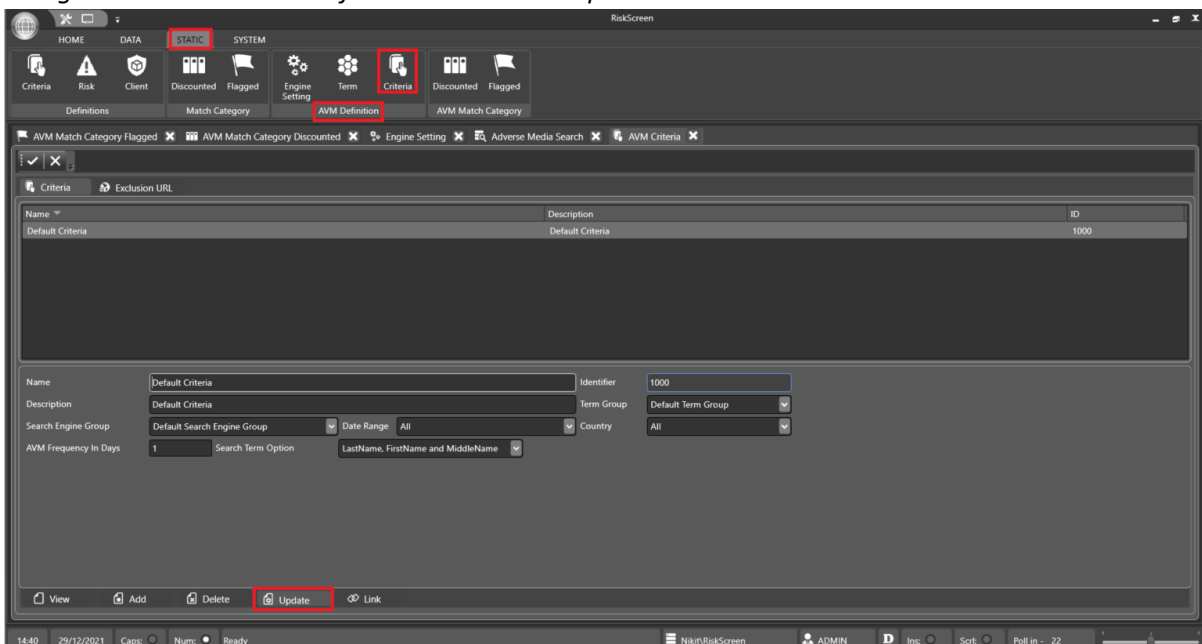 RiskScreen
HOME DATA STATIC SYSTEM
Criteria Risk Client Discounted Flagged Engine Setting Term Criteria Discounted Flagged
Definitions Match Category AVM Definition AVM Match Category
AVM Match Category Flagged AVM Match Category Discounted Engine Setting Adverse Media Search AVM Criteria
Criteria Exclusion URL
Name Description ID
Default Criteria Default Criteria 1000
Name Default Criteria Identifier 1000
Description Default Criteria Term Group Default Term Group
Search Engine Group Default Search Engine Group Date Range All Country All
AVM Frequency In Days 1 Search Term Option LastName, FirstName and MiddleName
View Add Delete Update Link
14:40 29/12/2021 Caps: Num: Ready Nikit\RiskScreen ADMIN D Ins: Scrl: Poll in - 22